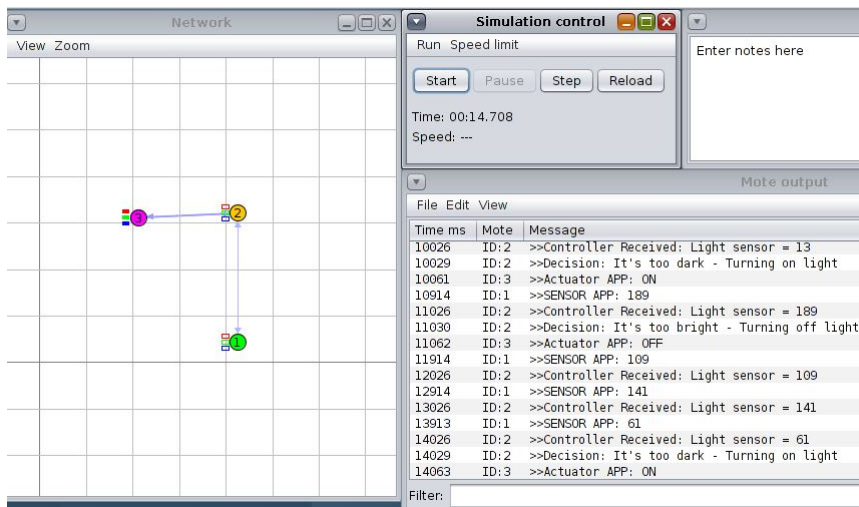 Network
View Zoom
3
2
1
Simulation control
Run Speed limit
Start Pause Step Reload
Time: 00:14.708
Speed: ---
Enter notes here
Mote output
File Edit View
Time ms Mote Message
10026 ID:2 >>Controller Received: Light sensor = 13
10029 ID:2 >>Decision: It's too dark - Turning on light
10061 ID:3 >>Actuator APP: ON
10914 ID:1 >>SENSOR APP: 189
11026 ID:2 >>Controller Received: Light sensor = 189
11030 ID:2 >>Decision: It's too bright - Turning off light
11062 ID:3 >>Actuator APP: OFF
11914 ID:1 >>SENSOR APP: 109
12026 ID:2 >>Controller Received: Light sensor = 109
12914 ID:1 >>SENSOR APP: 141
13026 ID:2 >>Controller Received: Light sensor = 141
13913 ID:1 >>SENSOR APP: 61
14026 ID:2 >>Controller Received: Light sensor = 61
14029 ID:2 >>Decision: It's too dark - Turning on light
14063 ID:3 >>Actuator APP: ON
Filter: